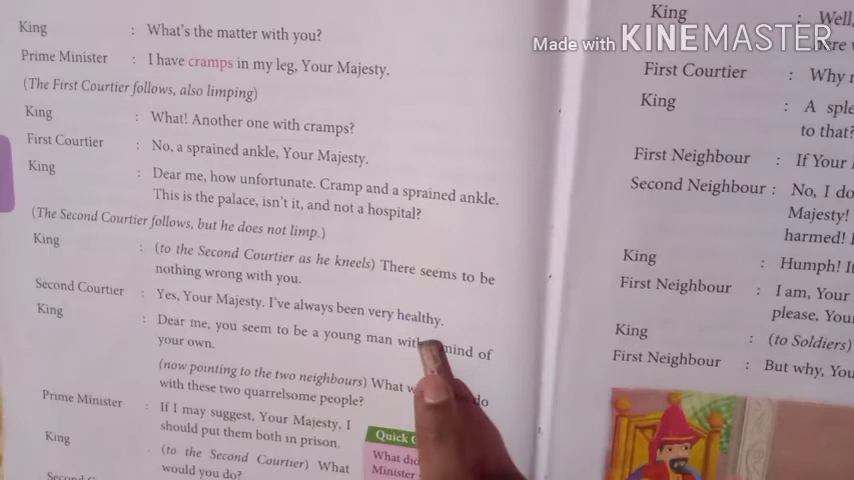 King : What's the matter with you?
Prime Minister : I have cramps in my leg, Your Majesty.
(The First Courtier follows, also limping)
King : What! Another one with cramps?
First Courtier : No, a sprained ankle, Your Majesty.
King : Dear me, how unfortunate. Cramp and a sprained ankle.
This is the palace, isn't it, and not a hospital?
(The Second Courtier follows, but he does not limp.)
King : (to the Second Courtier as he kneels) There seems to be
nothing wrong with you.
Second Courtier : Yes, Your Majesty. I've always been very healthy.
King : Dear me, you seem to be a young man with mind of
your own.
(now pointing to the two neighbours) What do
with these two quarrelsome people?
Prime Minister : If I may suggest, Your Majesty, I
should put them both in prison.
King : (to the Second Courtier) What
would you do?
Quick
What did
Minister
Made with KINEMASTER
King : Well,
First Courtier : Why
King : A
to that?
First Neighbour : If Your
Second Neighbour : No, I do
Majesty!
harmed!
King : Humph!
First Neighbour : I am, Your
please,
King : (to Soldiers)
First Neighbour : But why,